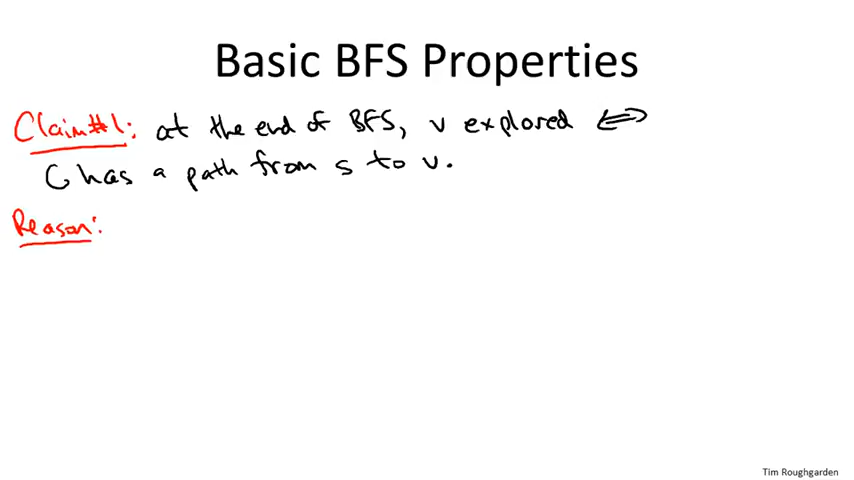 Basic BFS Properties
Claim #1: at the end of BFS, v explored ⟺
G has a path from s to v.
Reason:
Tim Roughgarden